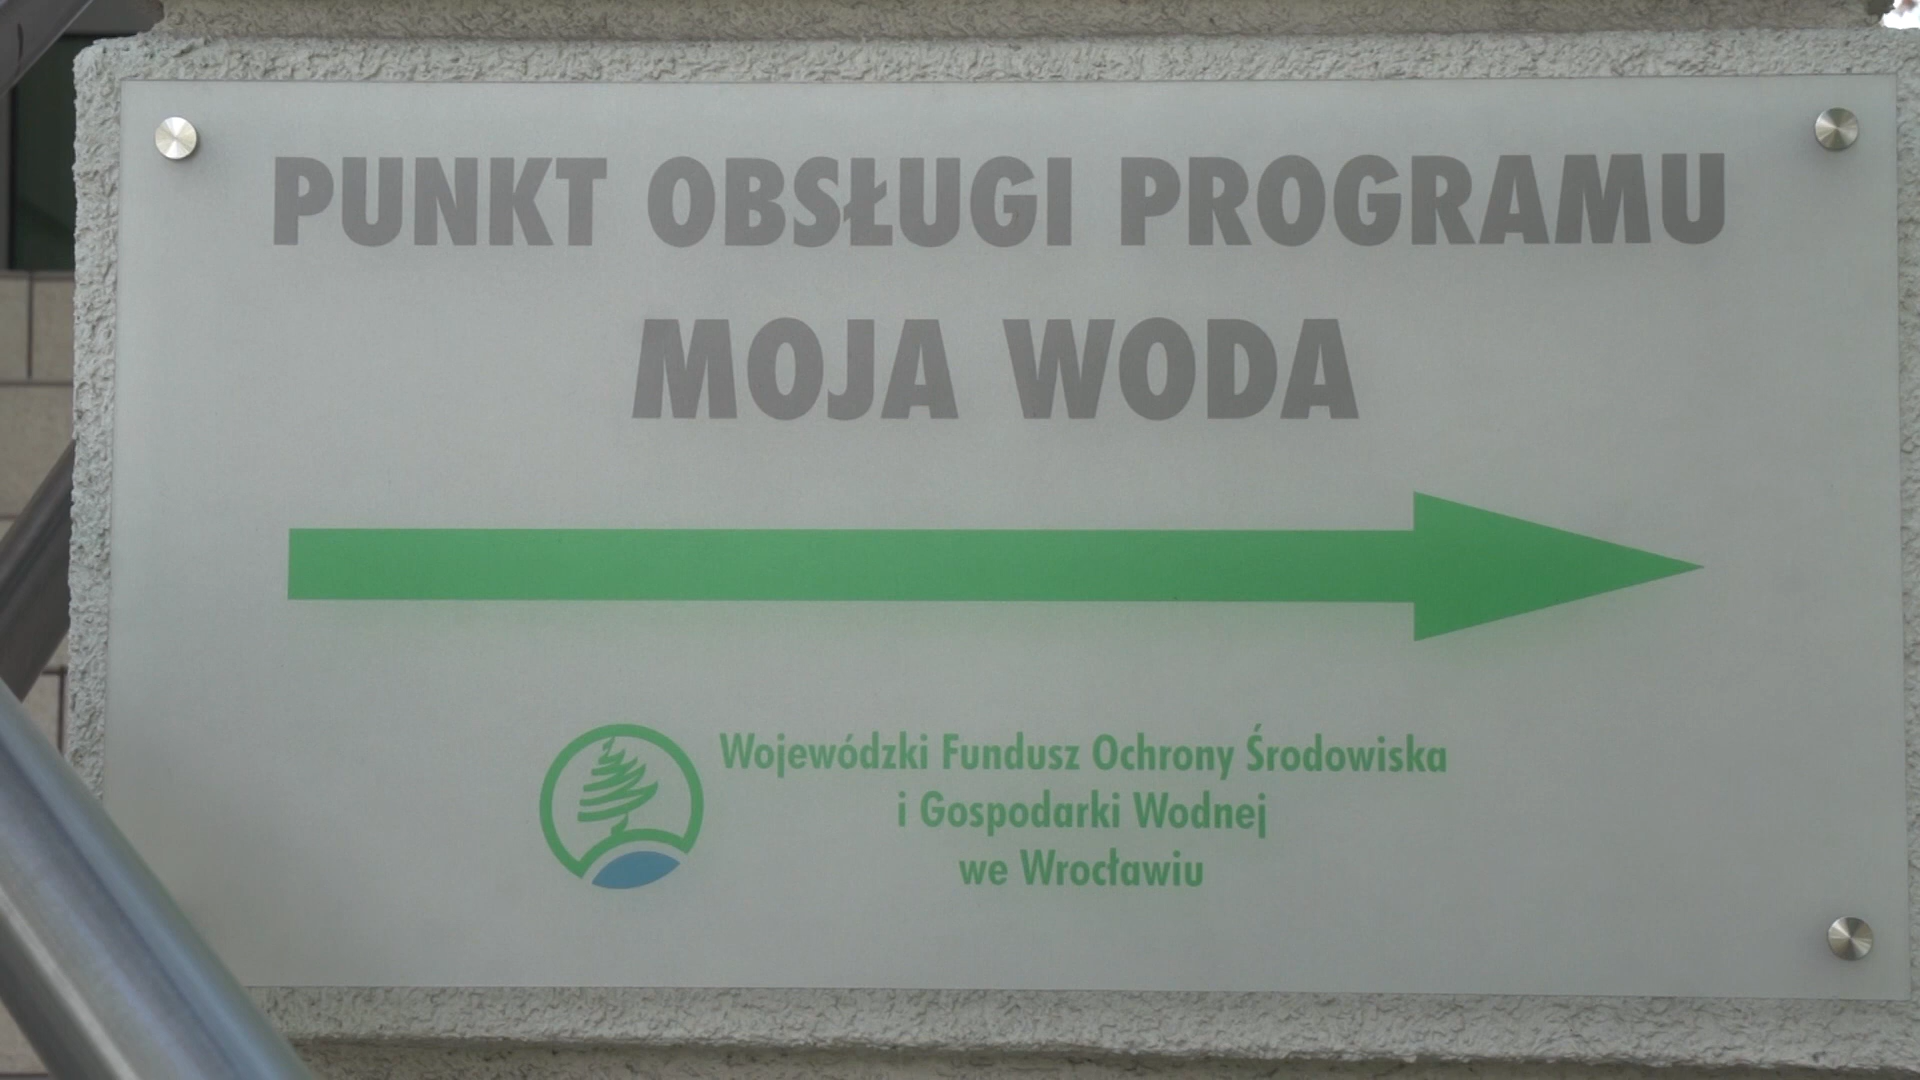 PUNKT OBSŁUGI PROGRAMU
MOJA WODA
Wojewódzki Fundusz Ochrony Środowiska
i Gospodarki Wodnej
we Wrocławiu